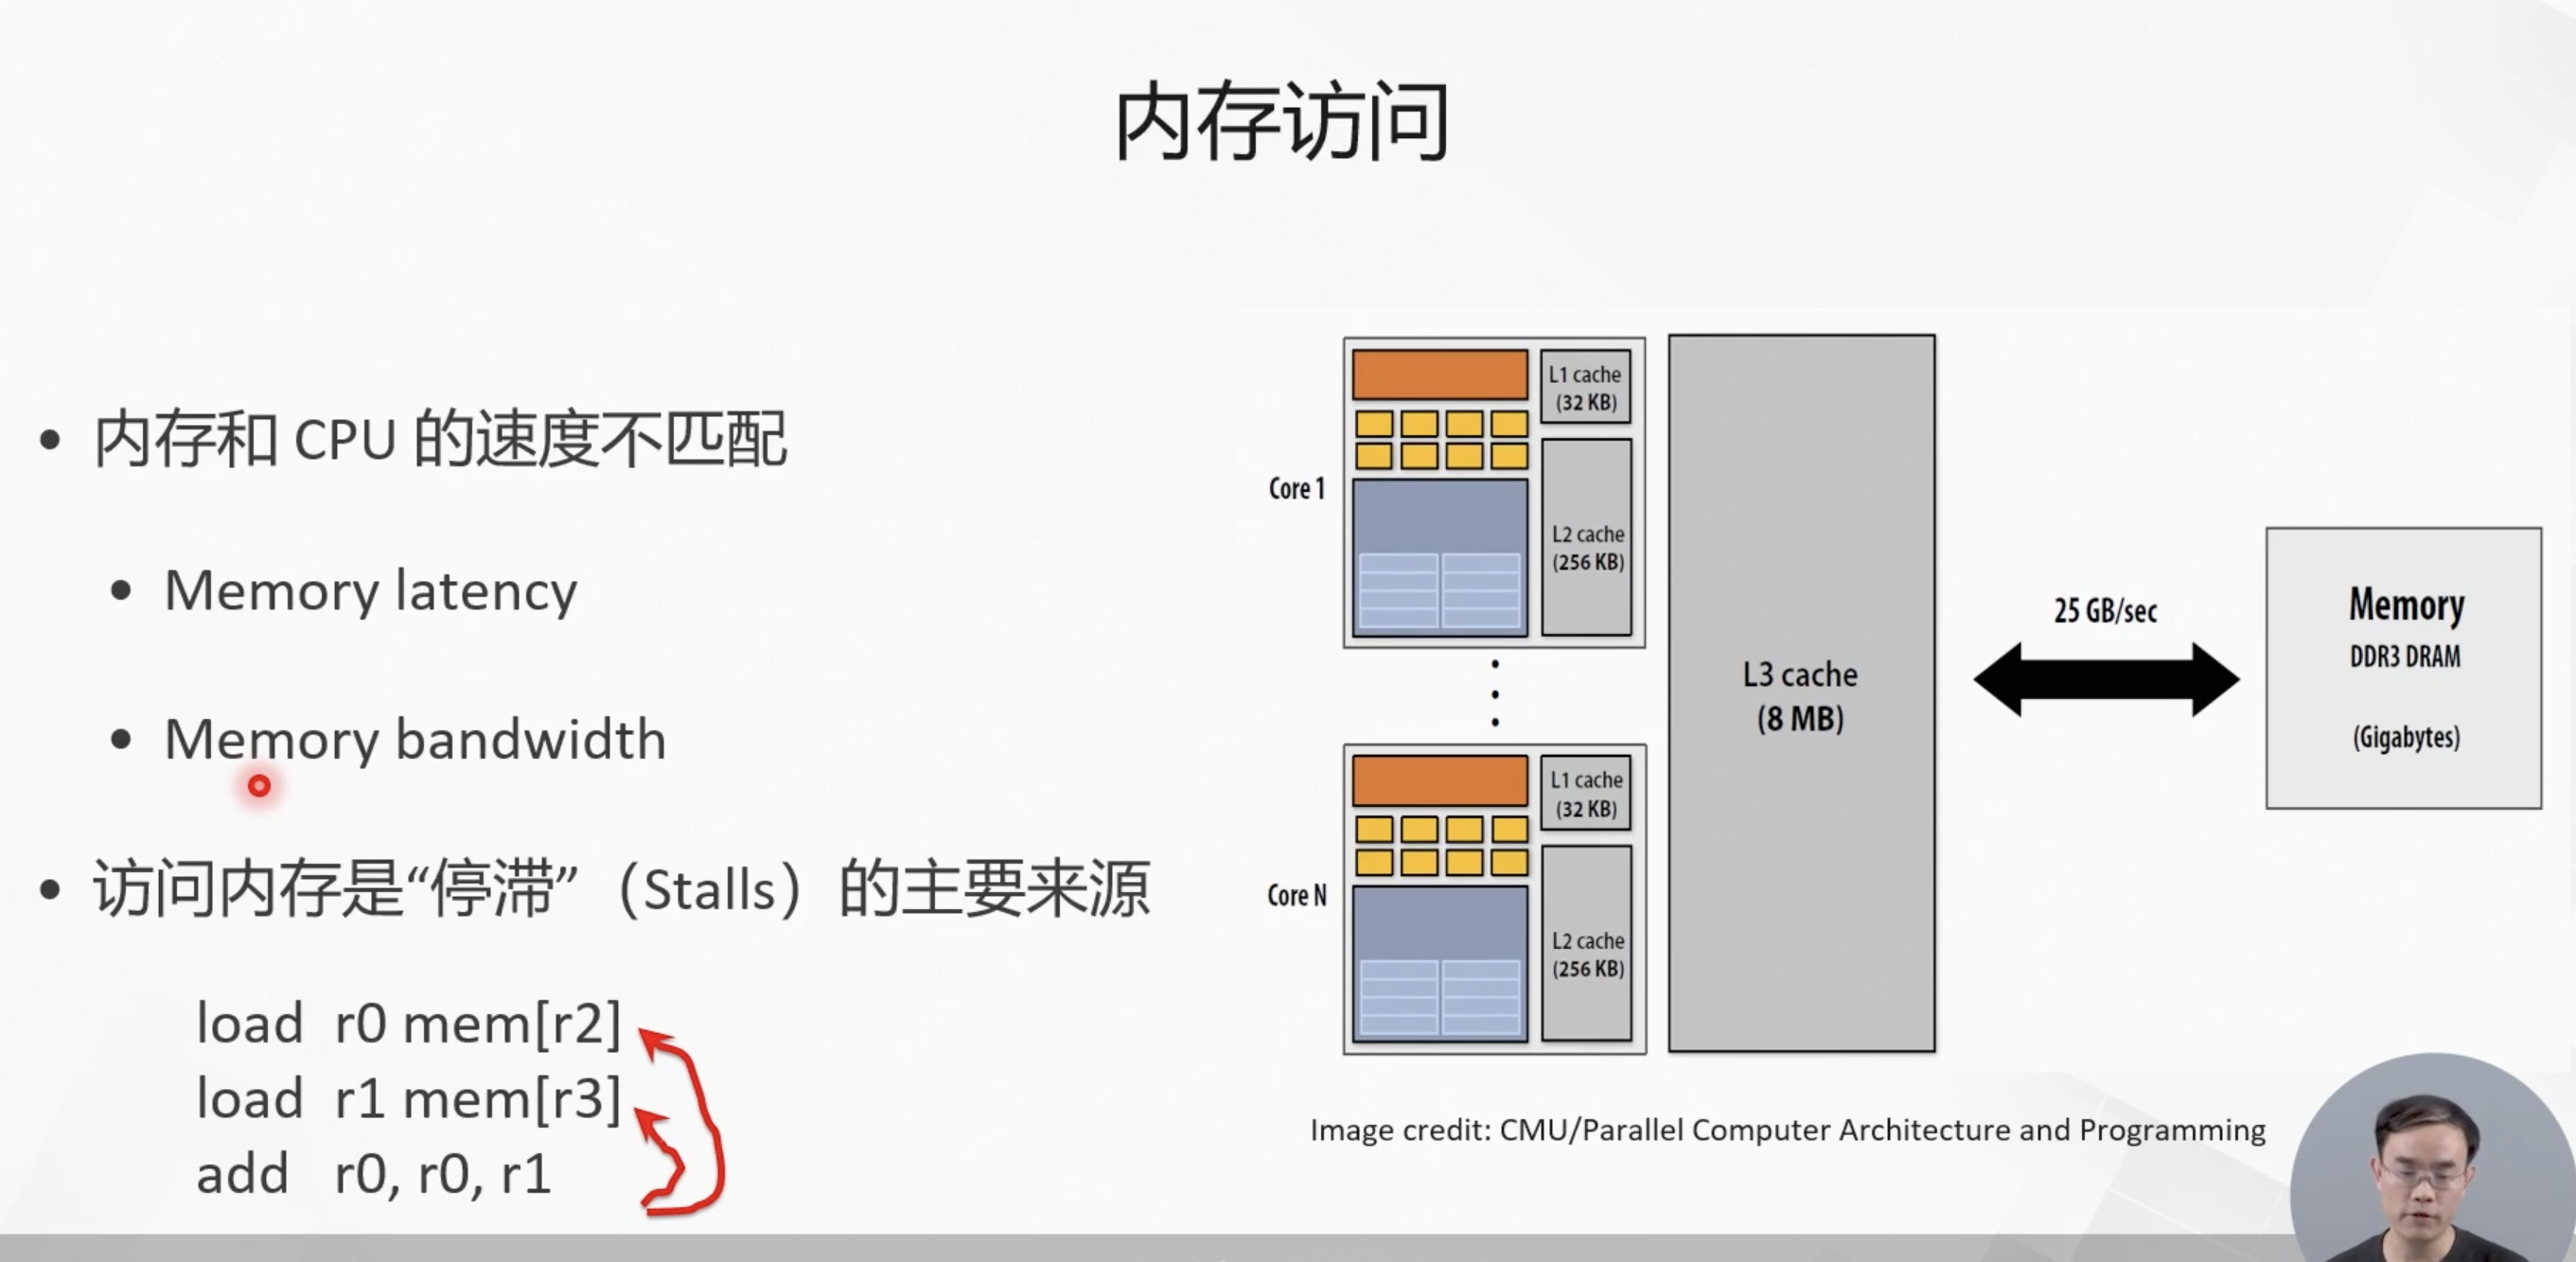 内存访问
内存和 CPU 的速度不匹配
Memory latency
Memory bandwidth
访问内存是“停滞”（Stalls）的主要来源
load r0 mem[r2]
load r1 mem[r3]
add r0, r0, r1
Core 1
L1 cache
(32 KB)
L2 cache
(256 KB)
Core N
L1 cache
(32 KB)
L2 cache
(256 KB)
L3 cache
(8 MB)
25 GB/sec
Memory
DDR3 DRAM
(Gigabytes)
Image credit: CMU/Parallel Computer Architecture and Programming